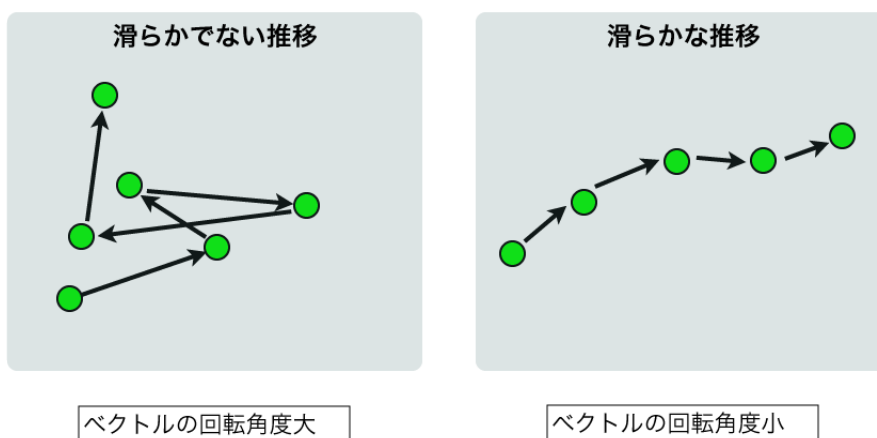 滑らかでない推移
滑らかな推移
ベクトルの回転角度大
ベクトルの回転角度小